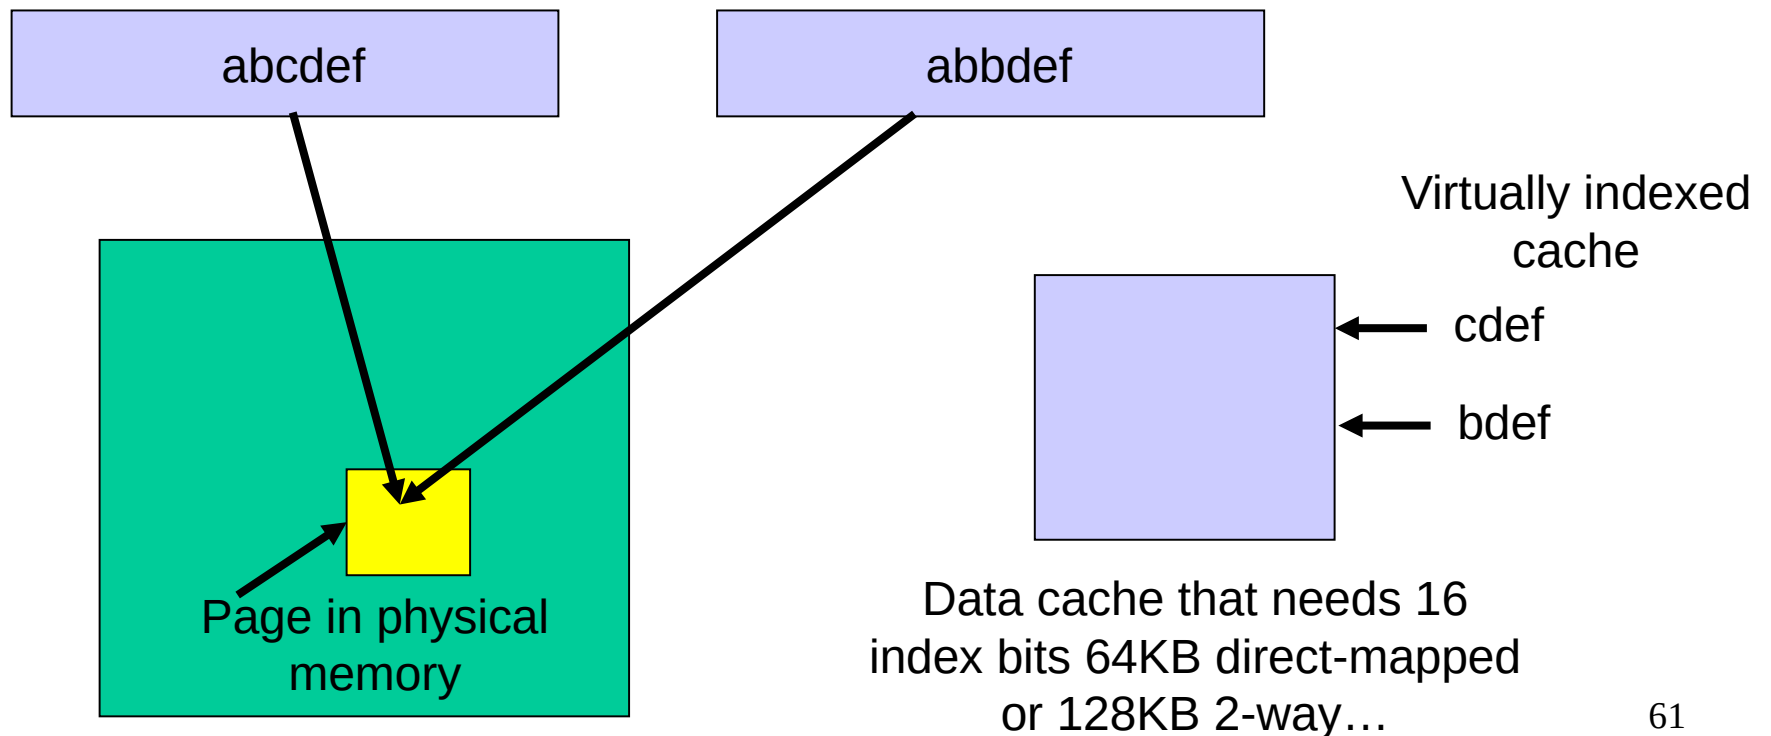 abcdef
abbdef
Virtually indexed
cache
cdef
bdef
Page in physical
memory
Data cache that needs 16
index bits 64KB direct-mapped
or 128KB 2-way…
61